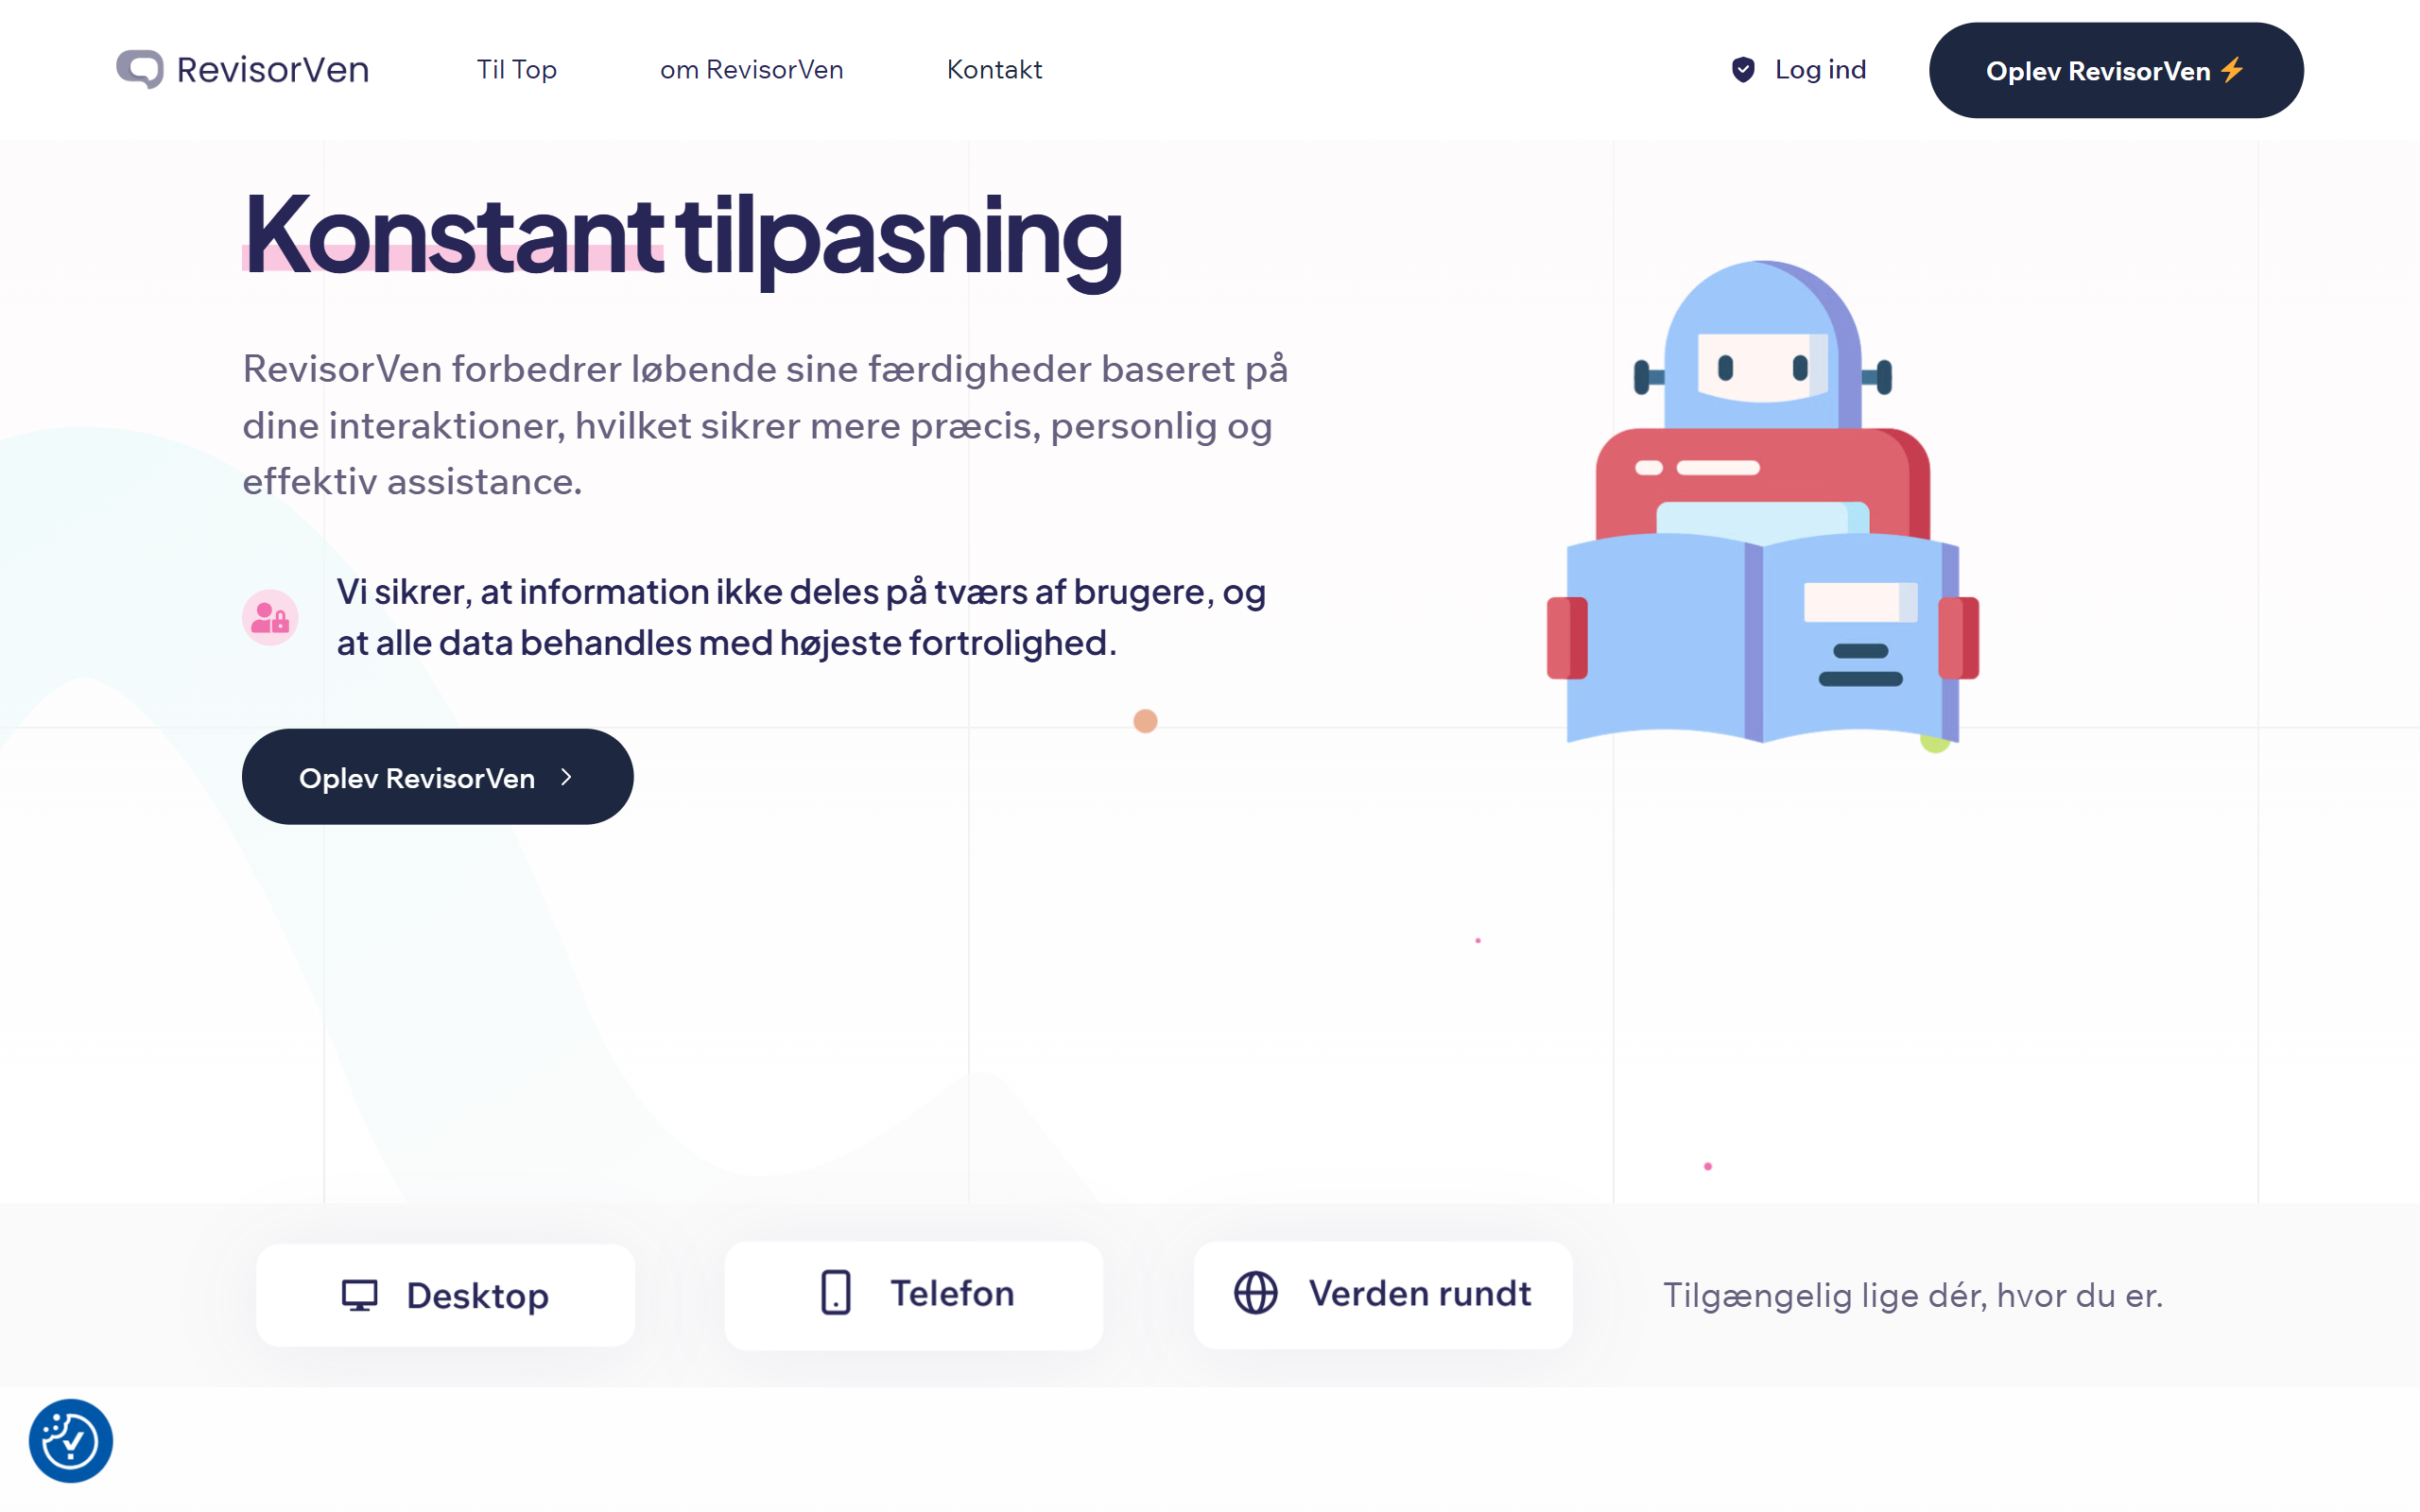 RevisorVen
Til Top
om RevisorVen
Kontakt
Log ind
Oplev RevisorVen ⚡
Konstant tilpasning
RevisorVen forbedrer løbende sine færdigheder baseret på
dine interaktioner, hvilket sikrer mere præcis, personlig og
effektiv assistance.
Vi sikrer, at information ikke deles på tværs af brugere, og
at alle data behandles med højeste fortrolighed.
Oplev RevisorVen
Desktop
Telefon
Verden rundt
Tilgængelig lige dér, hvor du er.